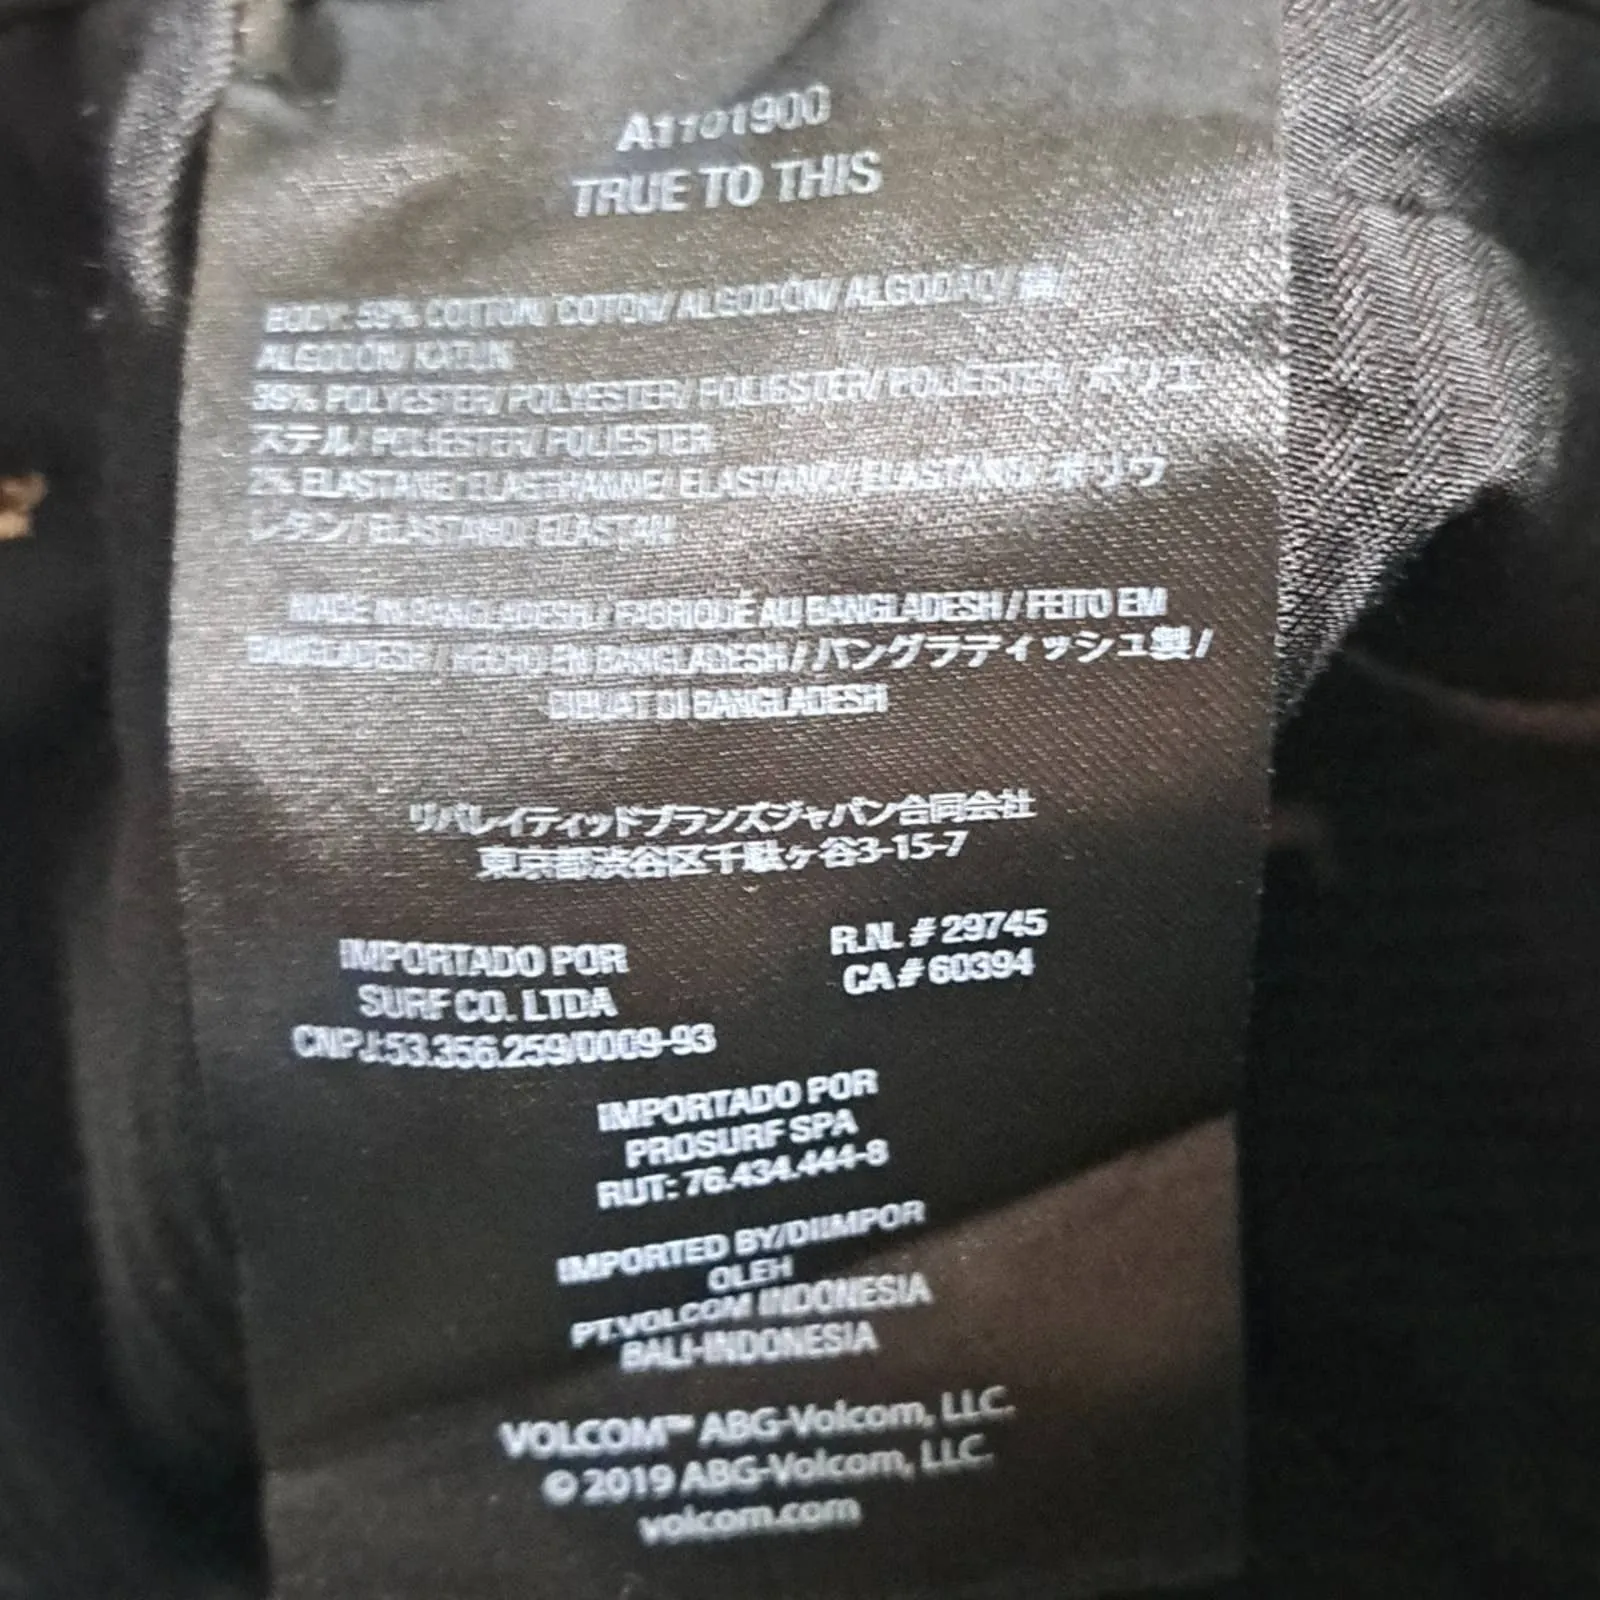 A1101900
TRUE TO THIS
BODY: 59% COTTON/ COTON/ ALGODÓN/ ALGODÃO/ 綿/
ALGODÓN/ KATUN
39% POLYESTER/ POLYESTER/ POLIESTER/ POLIESTER/ ポリエ
ステル/ POLIESTER/ POLIESTER
2% ELASTANE/ ELASTHANNE/ ELASTANO/ ELASTANO/ ポリウ
レタン/ ELASTANO/ ELASTAN
MADE IN BANGLADESH / FABRIQUÉ AU BANGLADESH / FEITO EM
BANGLADESH / HECHO EN BANGLADESH / バングラディッシュ製 /
DIBUAT DI BANGLADESH
リバレイティッドブランズジャパン合同会社
東京都渋谷区千駄ヶ谷3-15-7
IMPORTADO POR
SURF CO. LTDA
CNPJ:53.356.259/0009-93
R.N. # 29745
CA # 60394
IMPORTADO POR
PROSURF SPA
RUT: 76.434.444-8
IMPORTED BY/DIIMPOR
OLEH
PT.VOLCOM INDONESIA
BALI-INDONESIA
VOLCOM™ ABG-Volcom, LLC.
© 2019 ABG-Volcom, LLC.
volcom.com